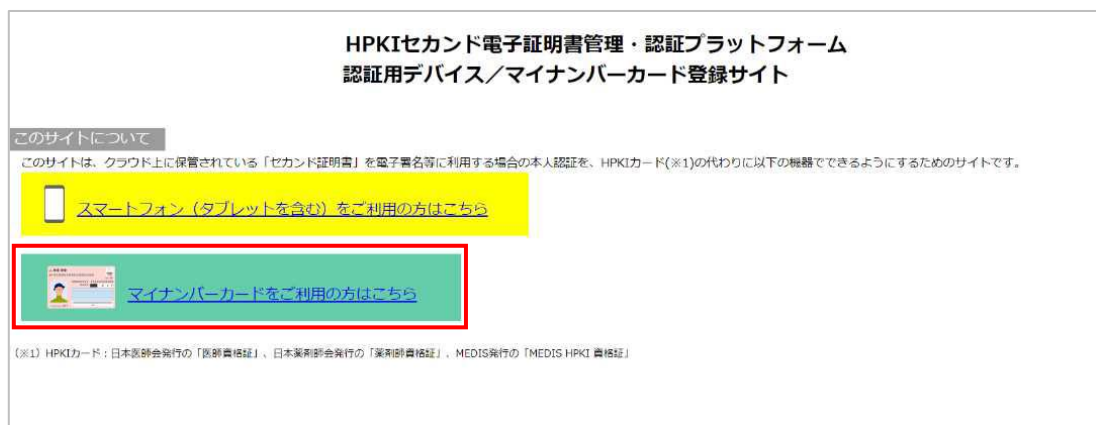 HPKIセカンド電子証明書管理・認証プラットフォーム
認証用デバイス／マイナンバーカード登録サイト
このサイトについて
このサイトは、クラウド上に保管されている「セカンド証明書」を電子署名等に利用する場合の本人認証を、HPKIカード(※1)の代わりに以下の機器でできるようにするためのサイトです。
スマートフォン（タブレットを含む）をご利用の方はこちら
マイナンバーカードをご利用の方はこちら
(※1) HPKIカード：日本医師会発行の「医師資格証」、日本薬剤師会発行の「薬剤師資格証」、MEDIS発行の「MEDIS HPKI 資格証」